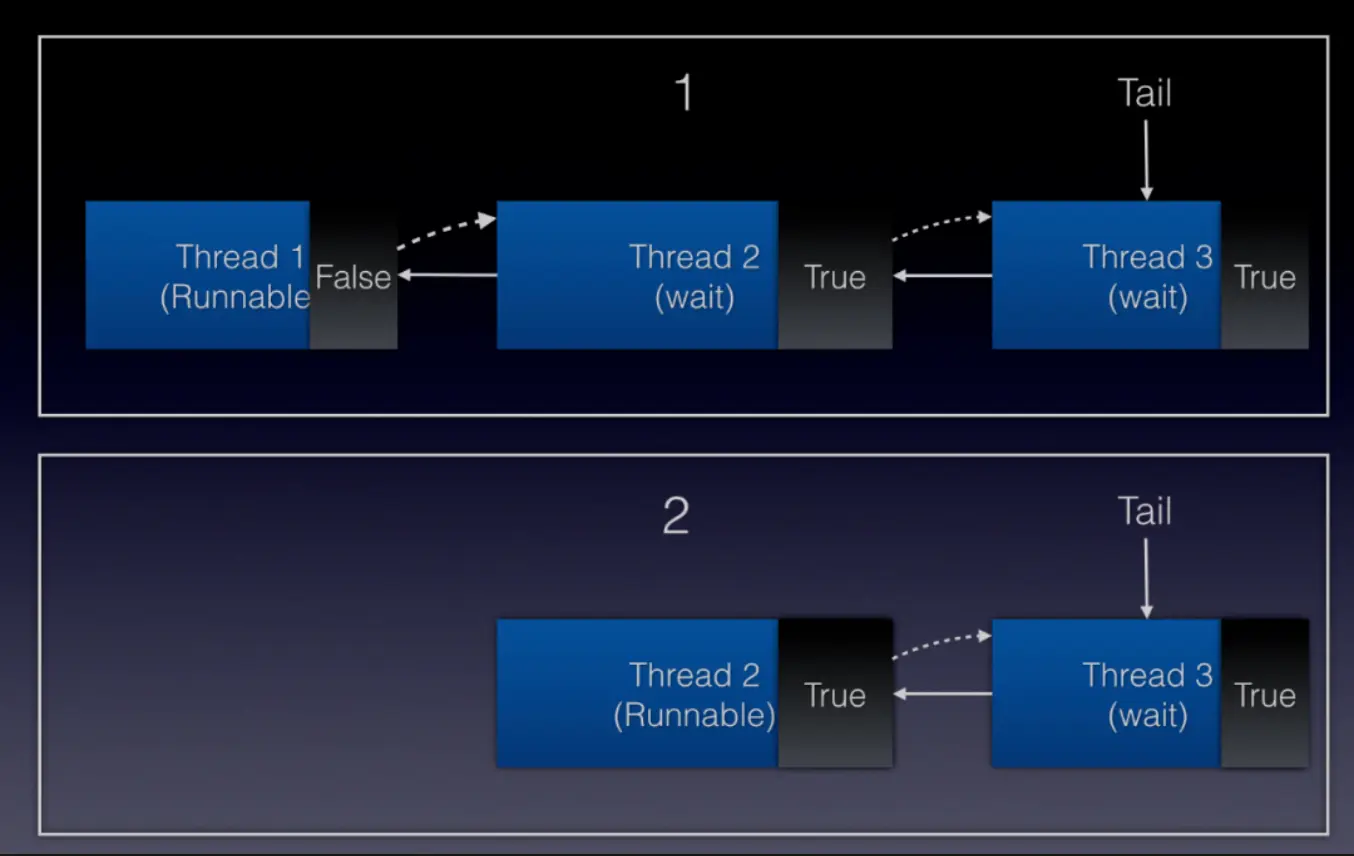 1
Tail
Thread 1
(Runnable
False
Thread 2
(wait)
True
Thread 3
(wait)
True
2
Tail
Thread 2
(Runnable)
True
Thread 3
(wait)
True